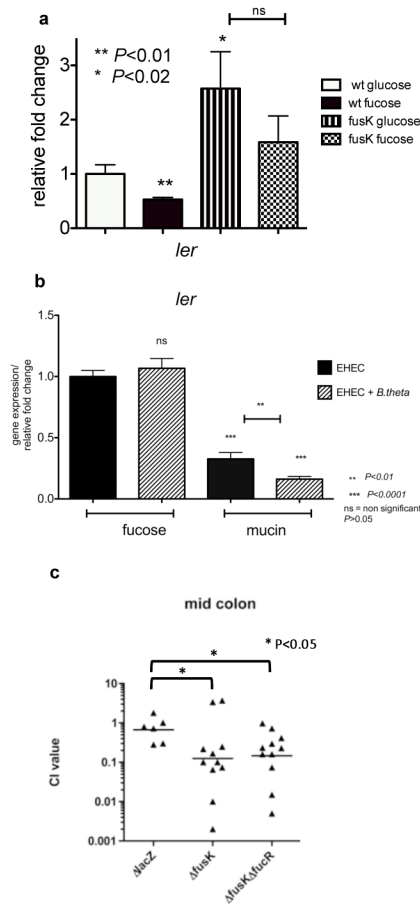 a
ns
** P<0.01
* P<0.02
*
**
relative fold change
3
2
1
0
ler
wt glucose
wt fucose
fusK glucose
fusK fucose
b
ler
gene expression/
relative fold change
1.5
1.0
0.5
0.0
ns
***
**
***
fucose
mucin
EHEC
EHEC + B.theta
** P<0.01
*** P<0.0001
ns = non significant
P>0.05
c
mid colon
* P<0.05
*
*
CI value
10
1
0.1
0.01
0.001
ΔlacZ
ΔfusK
ΔfusKΔfucR